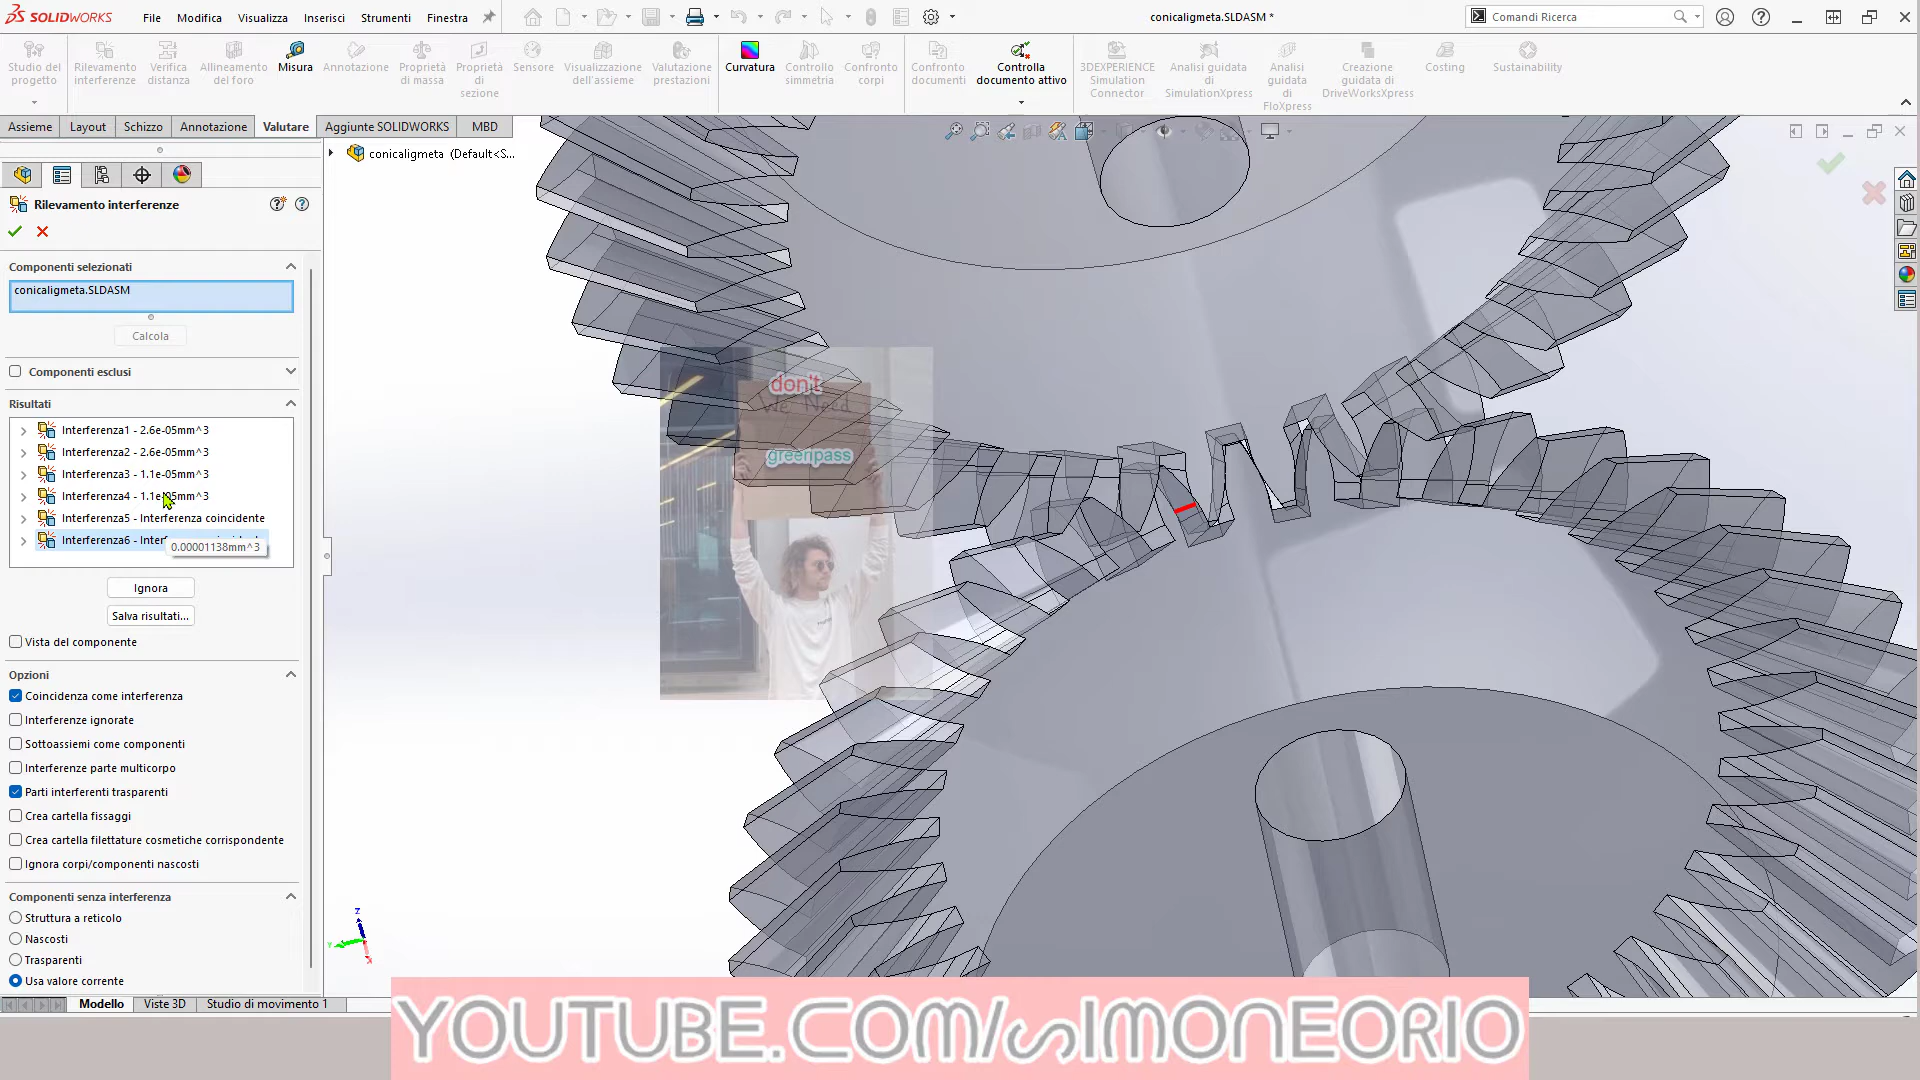 SOLIDWORKS
File Modifica Visualizza Inserisci Strumenti Finestra
conicaligmeta.SLDASM *
Comandi Ricerca
Studio del progetto
Rilevamento interferenze
Verifica distanza
Allineamento del foro
Misura
Annotazione
Proprietà di massa
Proprietà di sezione
Sensore
Visualizzazione dell'assieme
Valutazione prestazioni
Curvatura
Controllo simmetria
Confronto corpi
Confronto documenti
Controlla documento attivo
3DEXPERIENCE Simulation Connector
Analisi guidata di SimulationXpress
Analisi guidata di FloXpress
Creazione guidata di DriveWorksXpress
Costing
Sustainability
Assieme Layout Schizzo Annotazione Valutare Aggiunte SOLIDWORKS MBD
conicaligmeta (Default<S...
Rilevamento interferenze
Componenti selezionati
conicaligmeta.SLDASM
Calcola
Componenti esclusi
Risultati
Interferenza1 - 2.6e-05mm^3
Interferenza2 - 2.6e-05mm^3
Interferenza3 - 1.1e-05mm^3
Interferenza4 - 1.1e-05mm^3
Interferenza5 - Interferenza coincidente
Interferenza6 - Interf
0.00001138mm^3
Ignora
Salva risultati...
Vista del componente
Opzioni
Coincidenza come interferenza
Interferenze ignorate
Sottoassiemi come componenti
Interferenze parte multicorpo
Parti interferenti trasparenti
Crea cartella fissaggi
Crea cartella filettature cosmetiche corrispondente
Ignora corpi/componenti nascosti
Componenti senza interferenza
Struttura a reticolo
Nascosti
Trasparenti
Usa valore corrente
don't
We Need
greenpass
Z
Y
X
Modello Viste 3D Studio di movimento 1
YOUTUBE.COM/SIMONEORIO